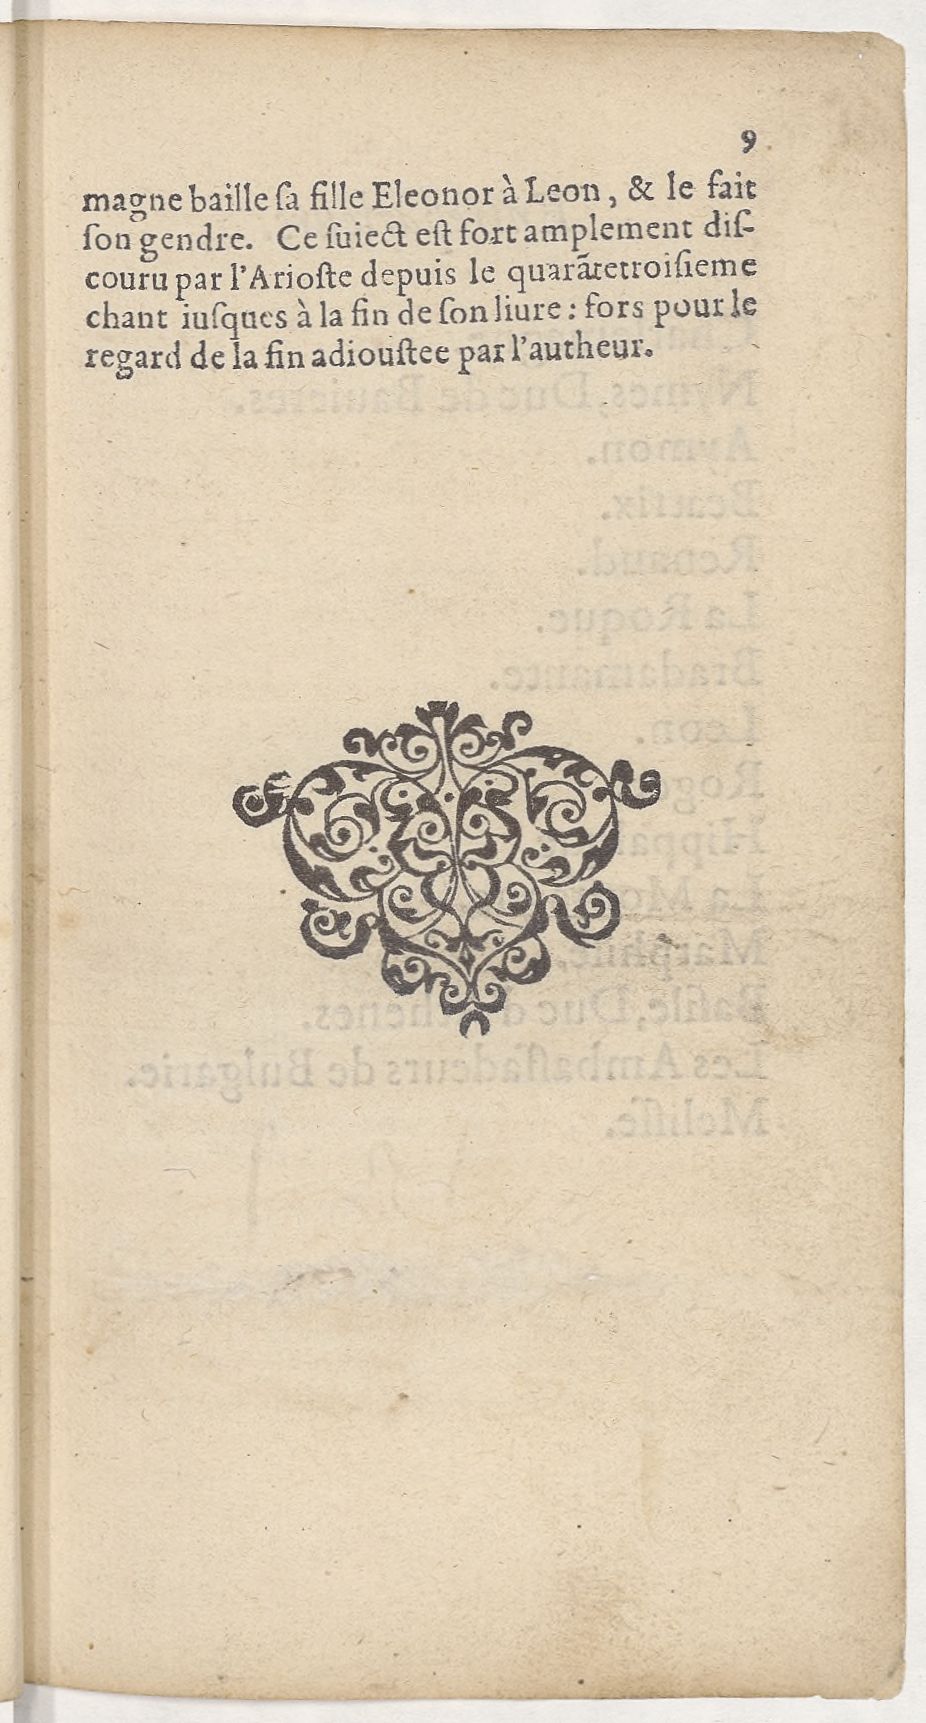 9
magne baille ſa fille Eleonor à Leon, & le fait
ſon gendre. Ce ſuiect eſt fort amplement diſ-
couru par l'Arioſte depuis le quarãtetroiſieme
chant iuſques à la fin de ſon liure : fors pour le
regard de la fin adiouſtee par l'autheur.